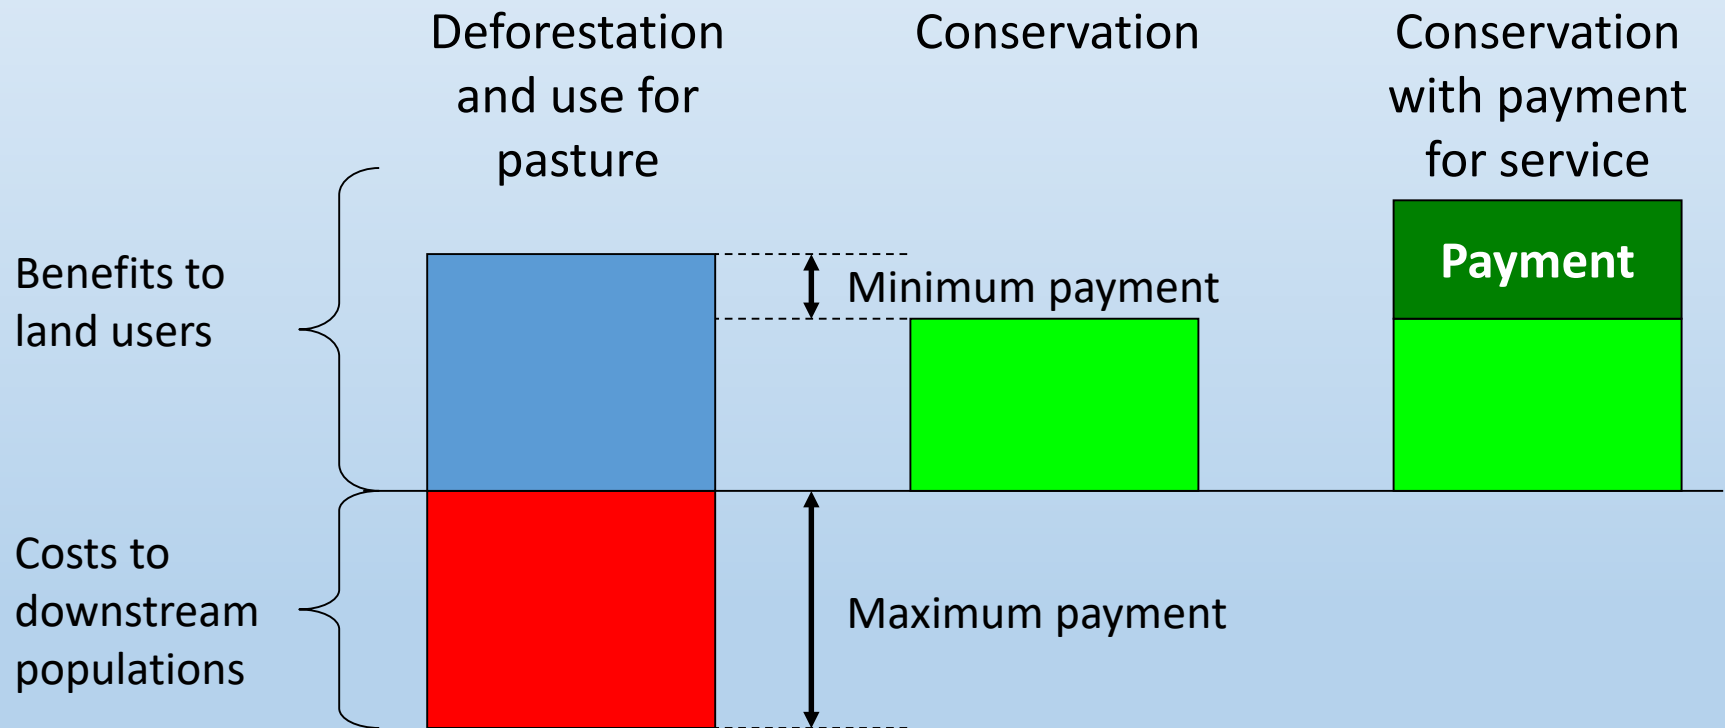 Deforestation
and use for
pasture
Conservation
Conservation
with payment
for service
Benefits to
land users
Minimum payment
Payment
Costs to
downstream
populations
Maximum payment